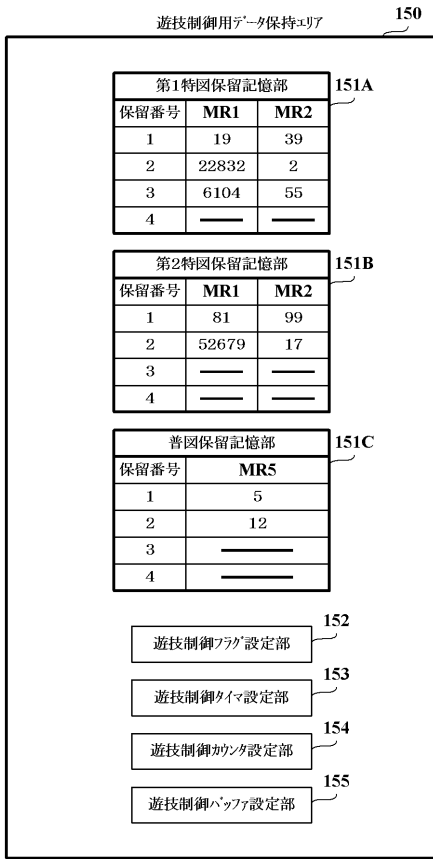 遊技制御用ﾃﾞｰﾀ保持ｴﾘｱ
150
第1特図保留記憶部
151A
保留番号 MR1 MR2
1 19 39
2 22832 2
3 6104 55
4 ── ──
第2特図保留記憶部
151B
保留番号 MR1 MR2
1 81 99
2 52679 17
3 ── ──
4 ── ──
普図保留記憶部
151C
保留番号 MR5
1 5
2 12
3 ──
4 ──
152
遊技制御ﾌﾗｸﾞ設定部
153
遊技制御ﾀｲﾏ設定部
154
遊技制御ｶｳﾝﾀ設定部
155
遊技制御ﾊﾞｯﾌｧ設定部